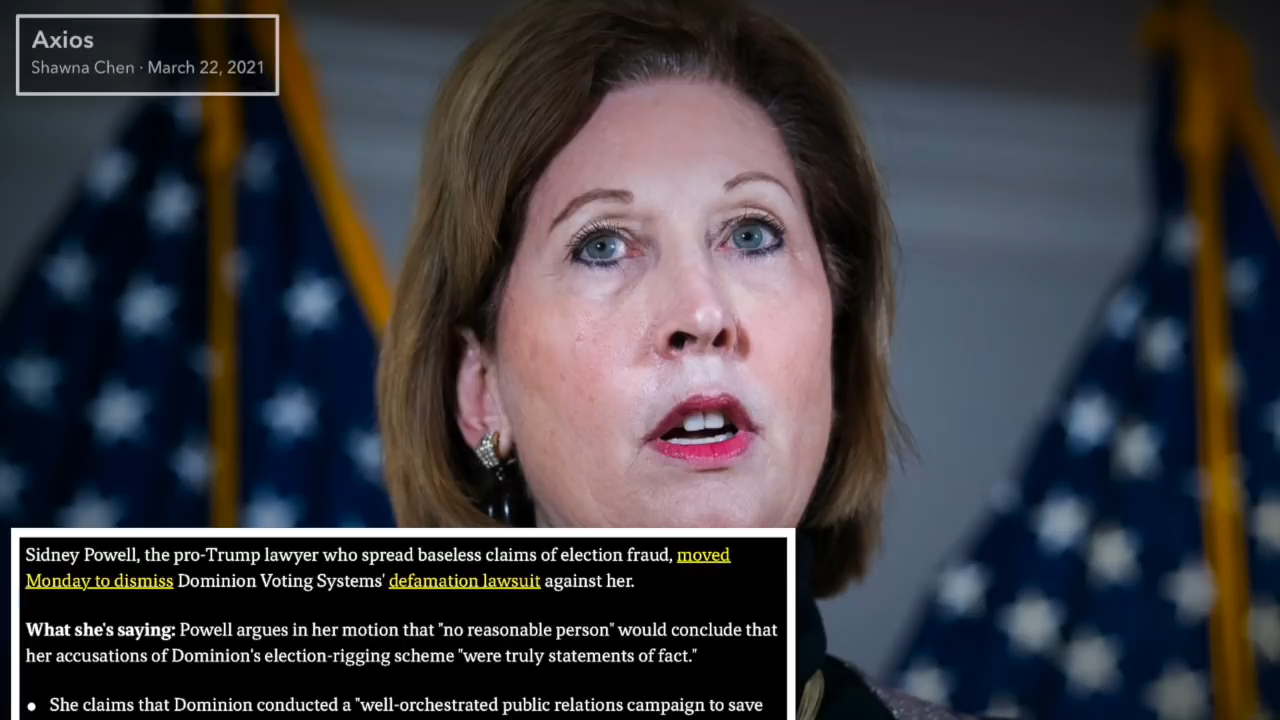 Axios
Shawna Chen · March 22, 2021
Sidney Powell, the pro-Trump lawyer who spread baseless claims of election fraud, moved
Monday to dismiss Dominion Voting Systems' defamation lawsuit against her.
What she's saying: Powell argues in her motion that "no reasonable person" would conclude that
her accusations of Dominion's election-rigging scheme "were truly statements of fact."
● She claims that Dominion conducted a "well-orchestrated public relations campaign to save